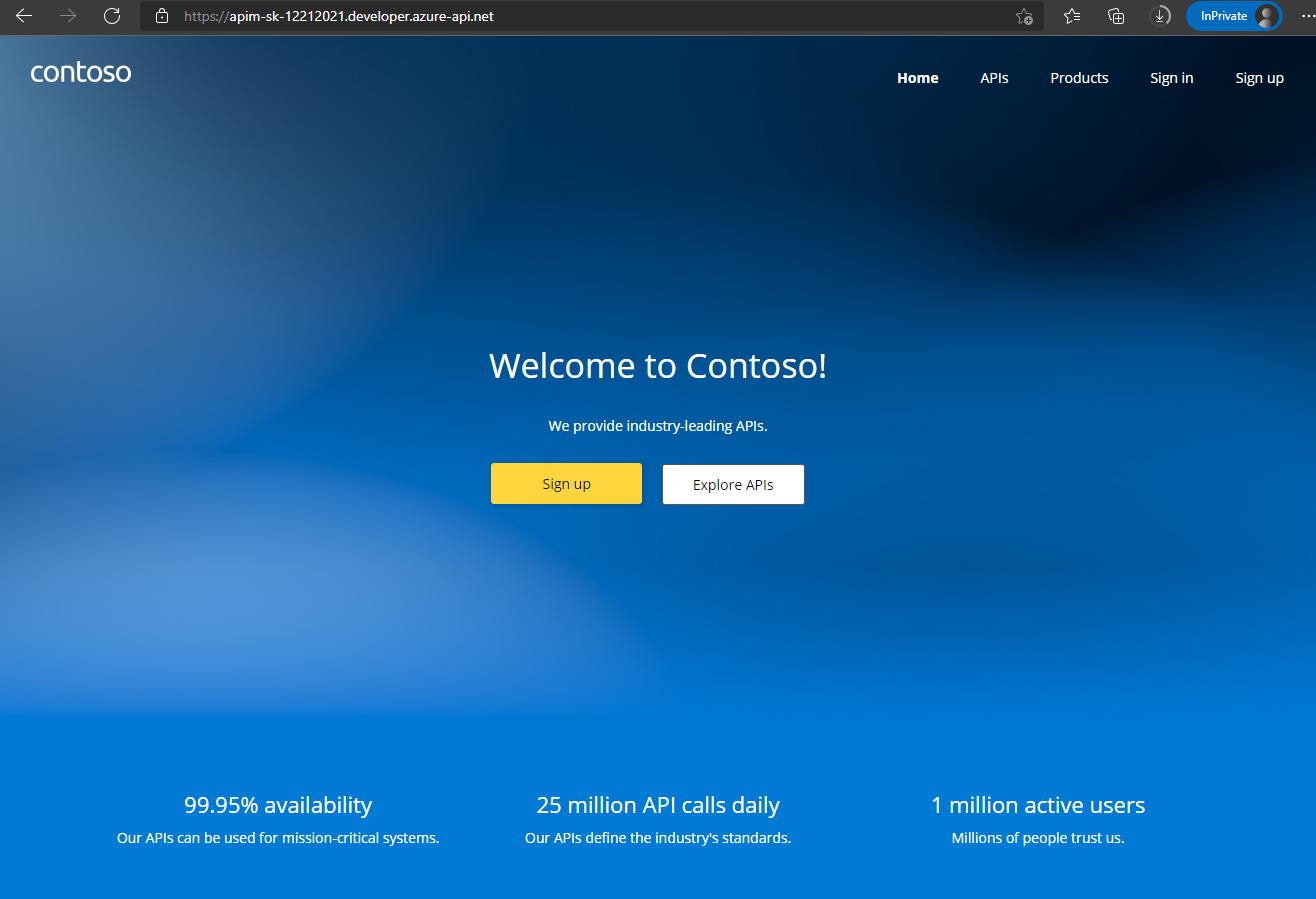 https://apim-sk-12212021.developer.azure-api.net
InPrivate
contoso
Home APIs Products Sign in Sign up
Welcome to Contoso!
We provide industry-leading APIs.
Sign up Explore APIs
99.95% availability 25 million API calls daily 1 million active users
Our APIs can be used for mission-critical systems. Our APIs define the industry's standards. Millions of people trust us.